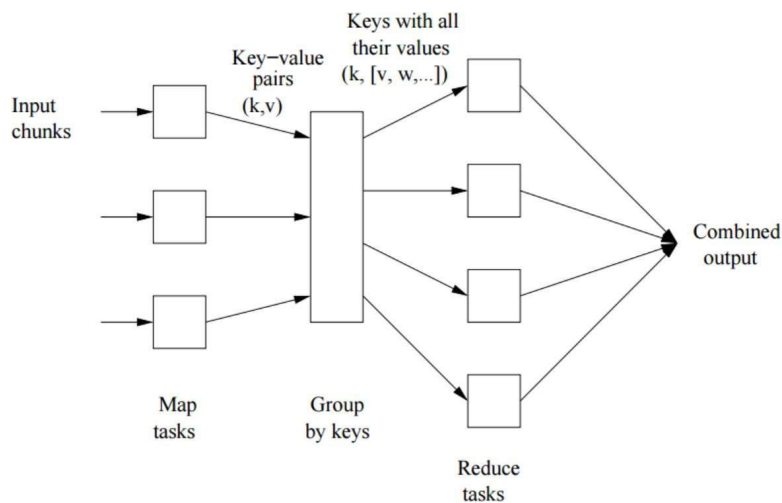 Keys with all
their values
(k, [v, w,...])
Key−value
pairs
(k,v)
Input
chunks
Combined
output
Map
tasks
Group
by keys
Reduce
tasks